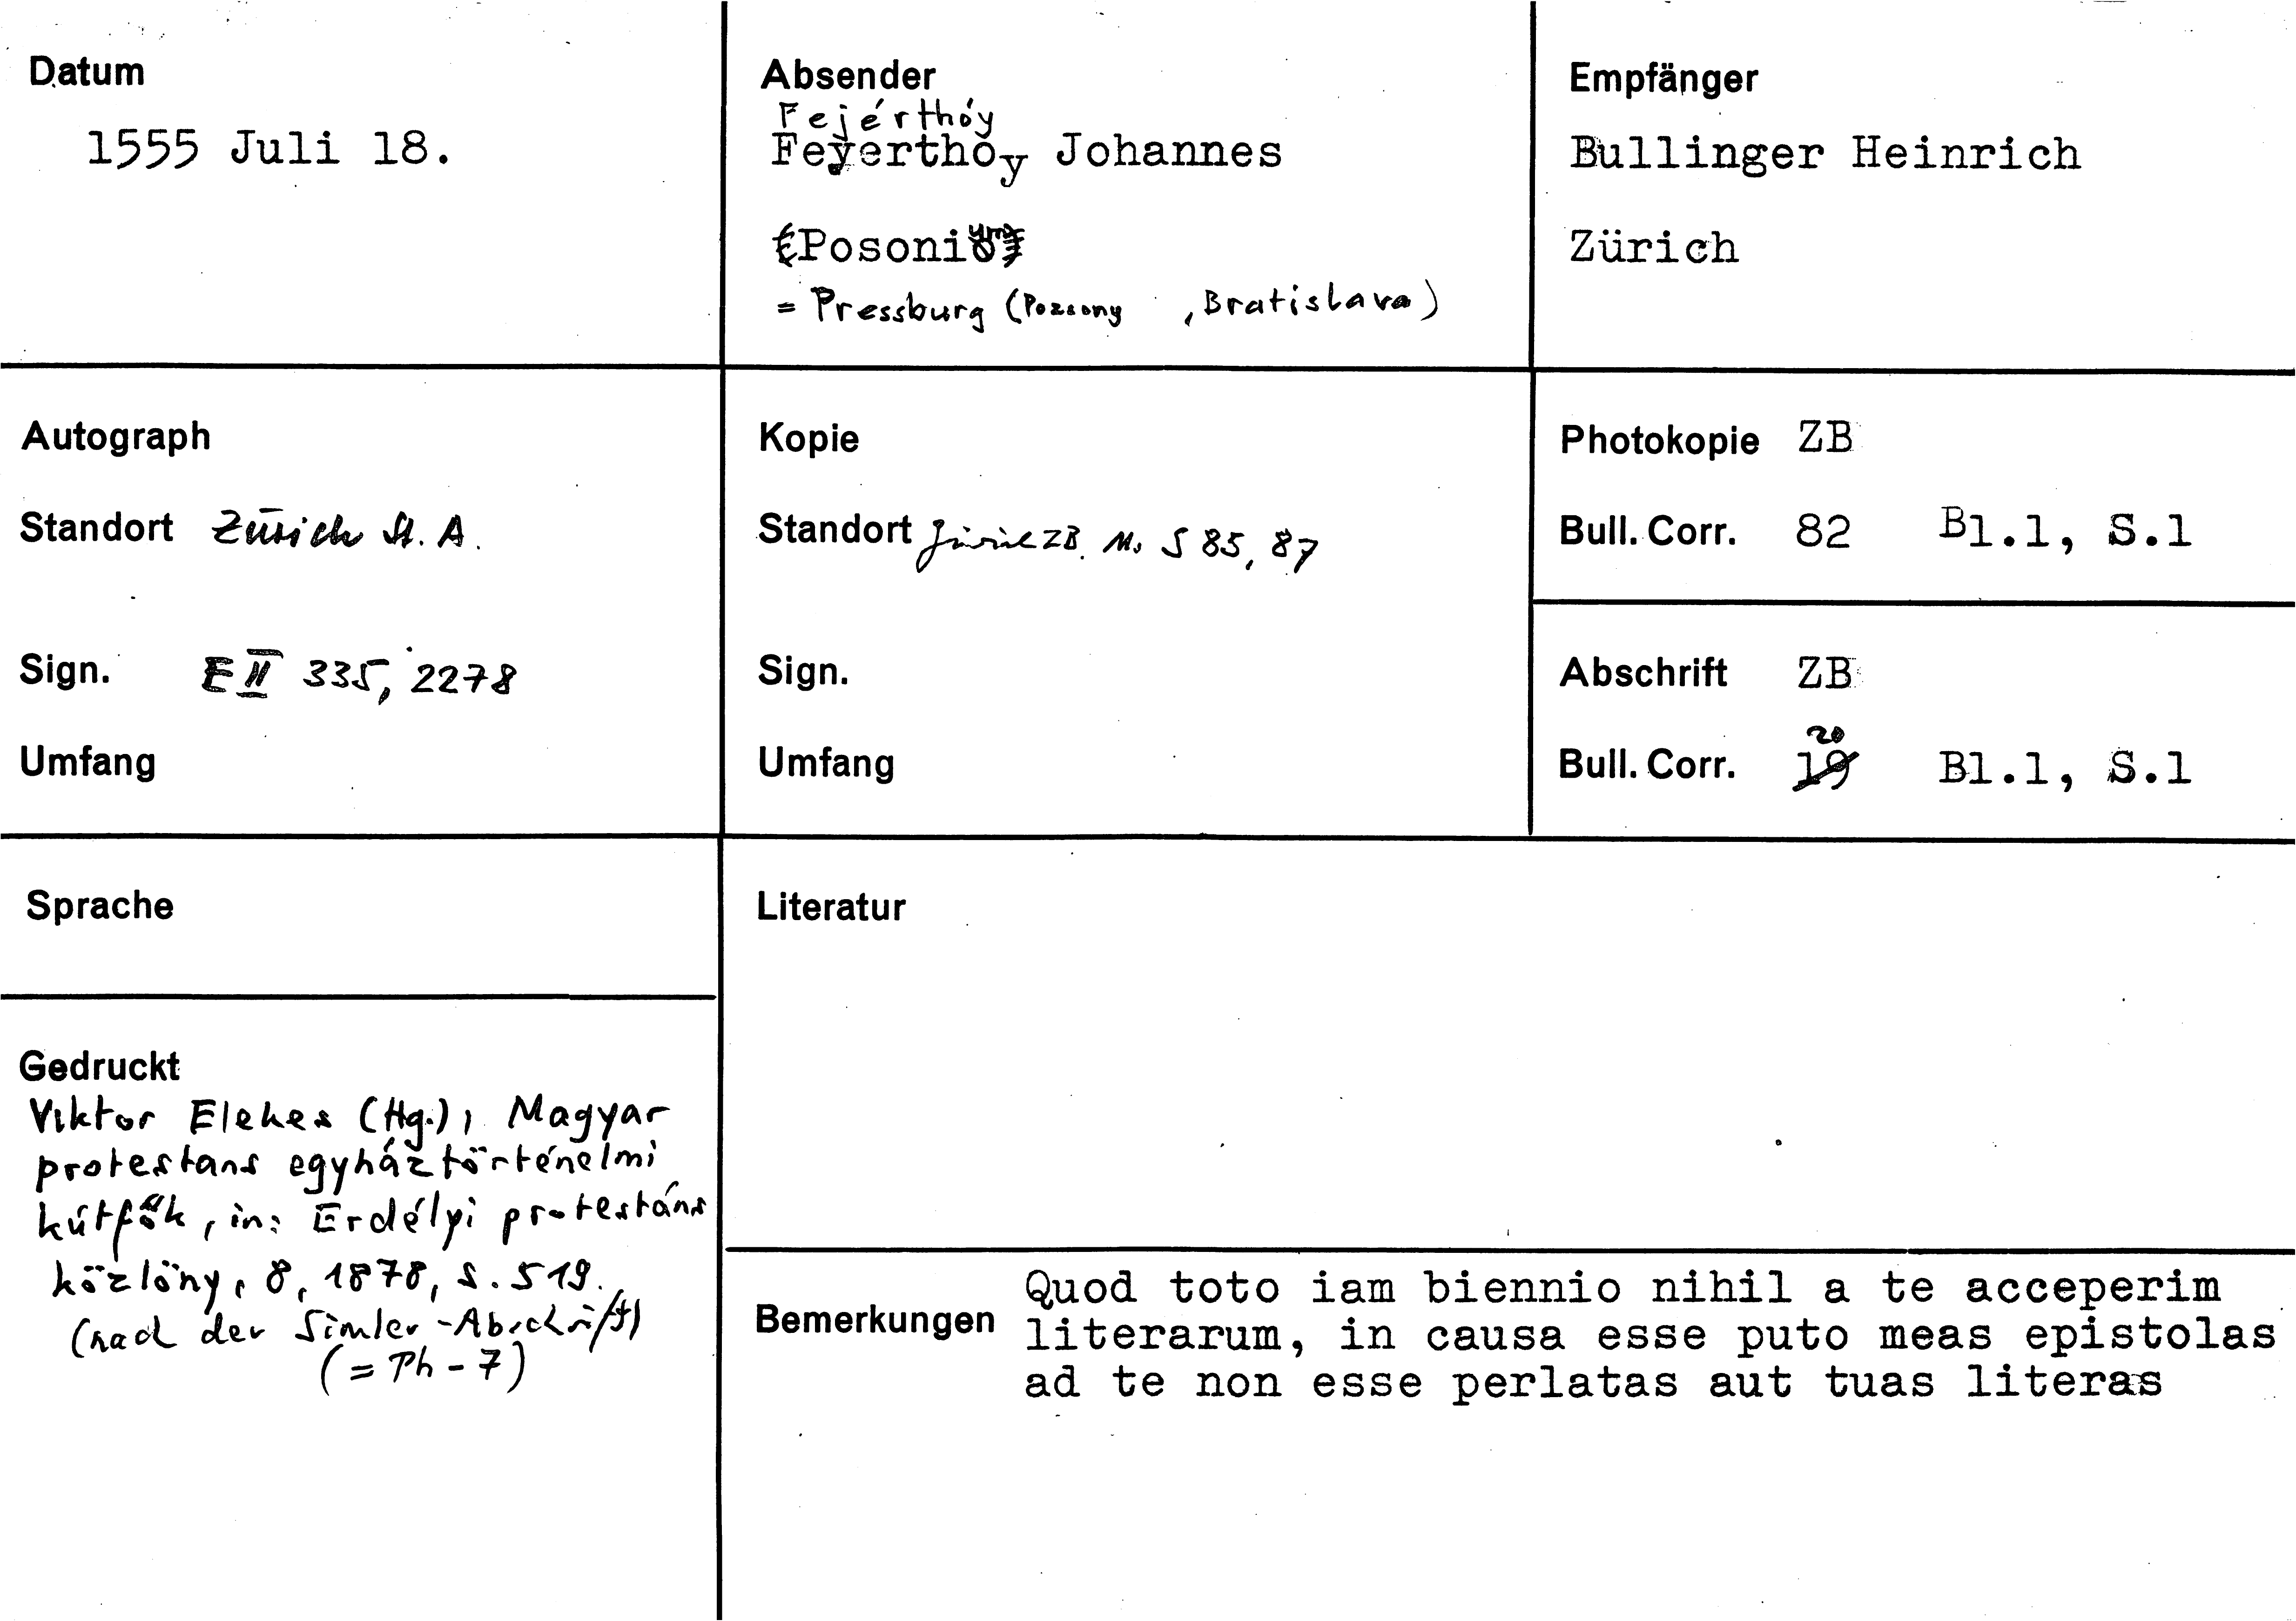 Datum
1555 Juli 18.
Absender
Fejérthóy
Feyerthoy Johannes
(Posoni
= Pressburg (Pozsony , Bratislava)
Empfänger
Bullinger Heinrich
Zürich
Autograph
Standort Zürich St. A.
Sign. E II 335, 2278
Umfang
Kopie
Standort Zürich ZB. Ms S 85, 87
Sign.
Umfang
Photokopie ZB
Bull. Corr. 82 Bl.1, S.1
Abschrift ZB
20
Bull. Corr. 19 Bl.1, S.1
Sprache
Gedruckt
Viktor Elekes (Hg.), Magyar
protestans egyháztörténelmi
kútfők, in: Erdélyi protestáns
közlöny, 8, 1878, S. 519.
(nach der Simler-Abschrift)
(= Ph - 7)
Literatur
Bemerkungen
Quod toto iam biennio nihil a te acceperim
literarum, in causa esse puto meas epistolas
ad te non esse perlatas aut tuas literas